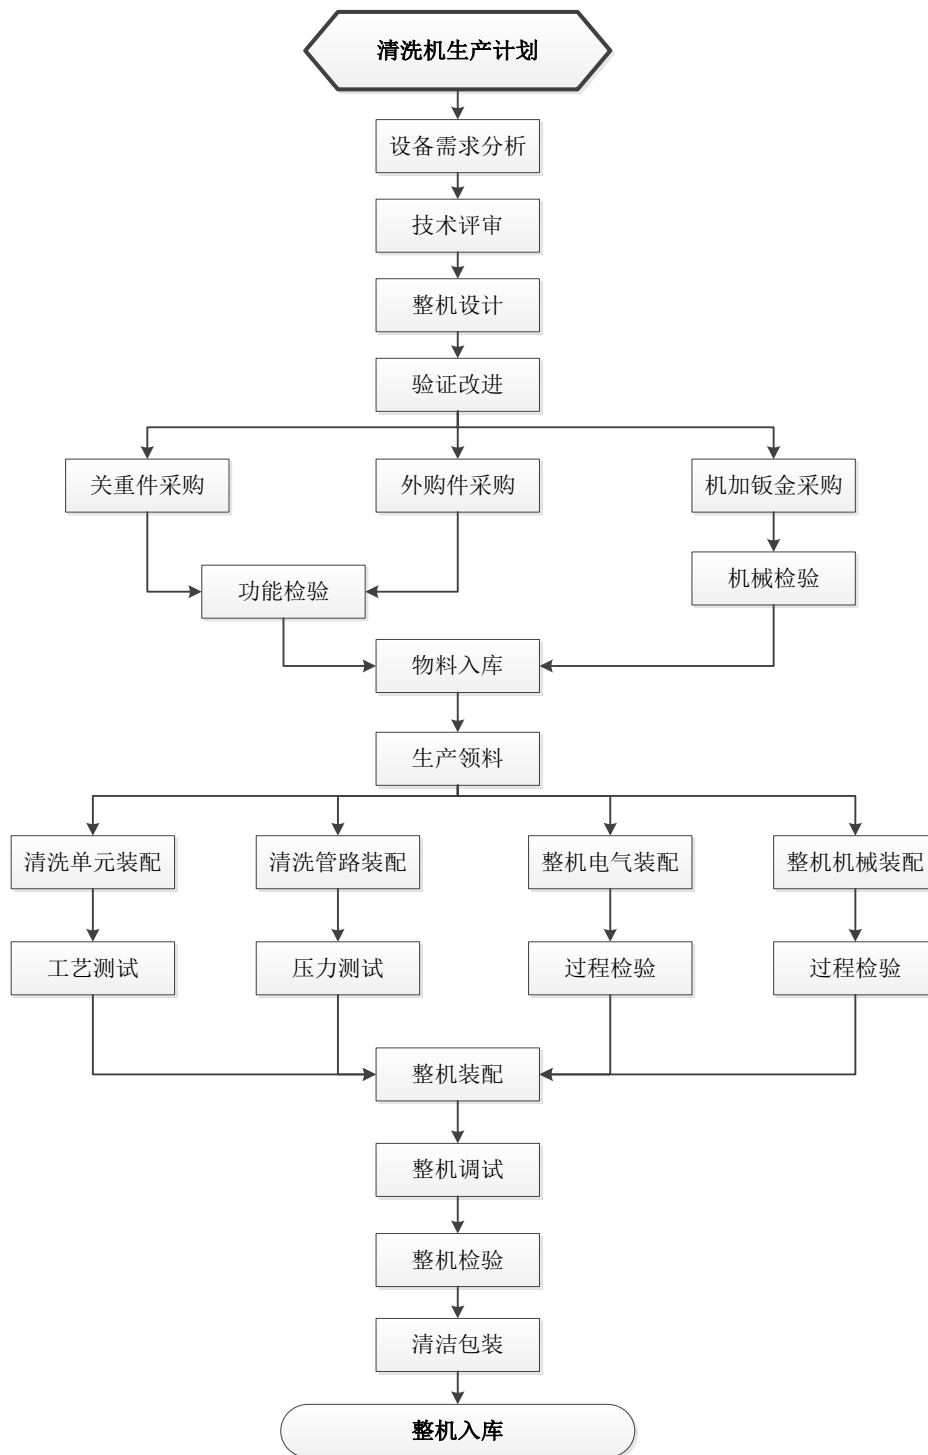 清洗机生产计划
设备需求分析
技术评审
整机设计
验证改进
关重件采购
外购件采购
机加钣金采购
功能检验
机械检验
物料入库
生产领料
清洗单元装配
清洗管路装配
整机电气装配
整机机械装配
工艺测试
压力测试
过程检验
过程检验
整机装配
整机调试
整机检验
清洁包装
整机入库